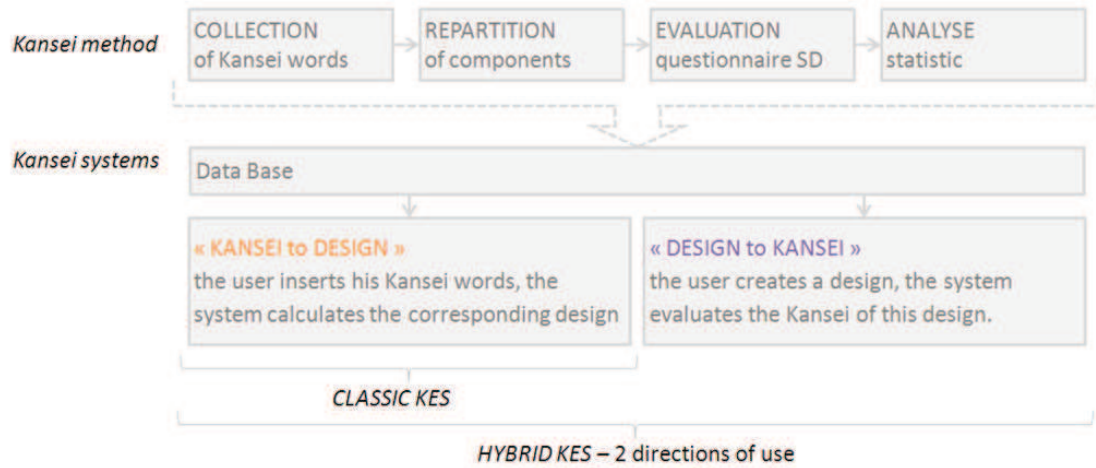 Kansei method
COLLECTION
of Kansei words
REPARTITION
of components
EVALUATION
questionnaire SD
ANALYSE
statistic
Kansei systems
Data Base
« KANSEI to DESIGN »
the user inserts his Kansei words, the
system calculates the corresponding design
« DESIGN to KANSEI »
the user creates a design, the system
evaluates the Kansei of this design.
CLASSIC KES
HYBRID KES – 2 directions of use